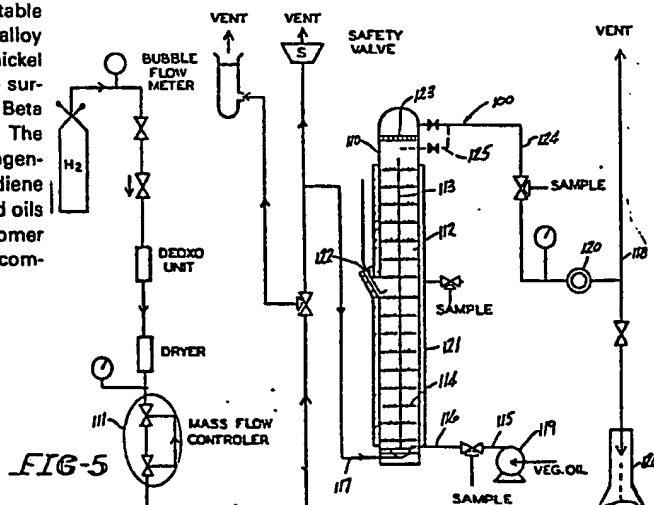 table
alloy
nickel
sur-
Beta
The
ogen-
diene
d oils
omer
com-
VENT
VENT
BUBBLE
FLOW
METER
S
SAFETY
VALVE
VENT
H2
DEOXO
UNIT
DRYER
111
MASS FLOW
CONTROLER
FIG-5
123
110
100
124
125
113
112
122
SAMPLE
SAMPLE
120
118
121
114
116
115
119
117
VEG.OIL
SAMPLE